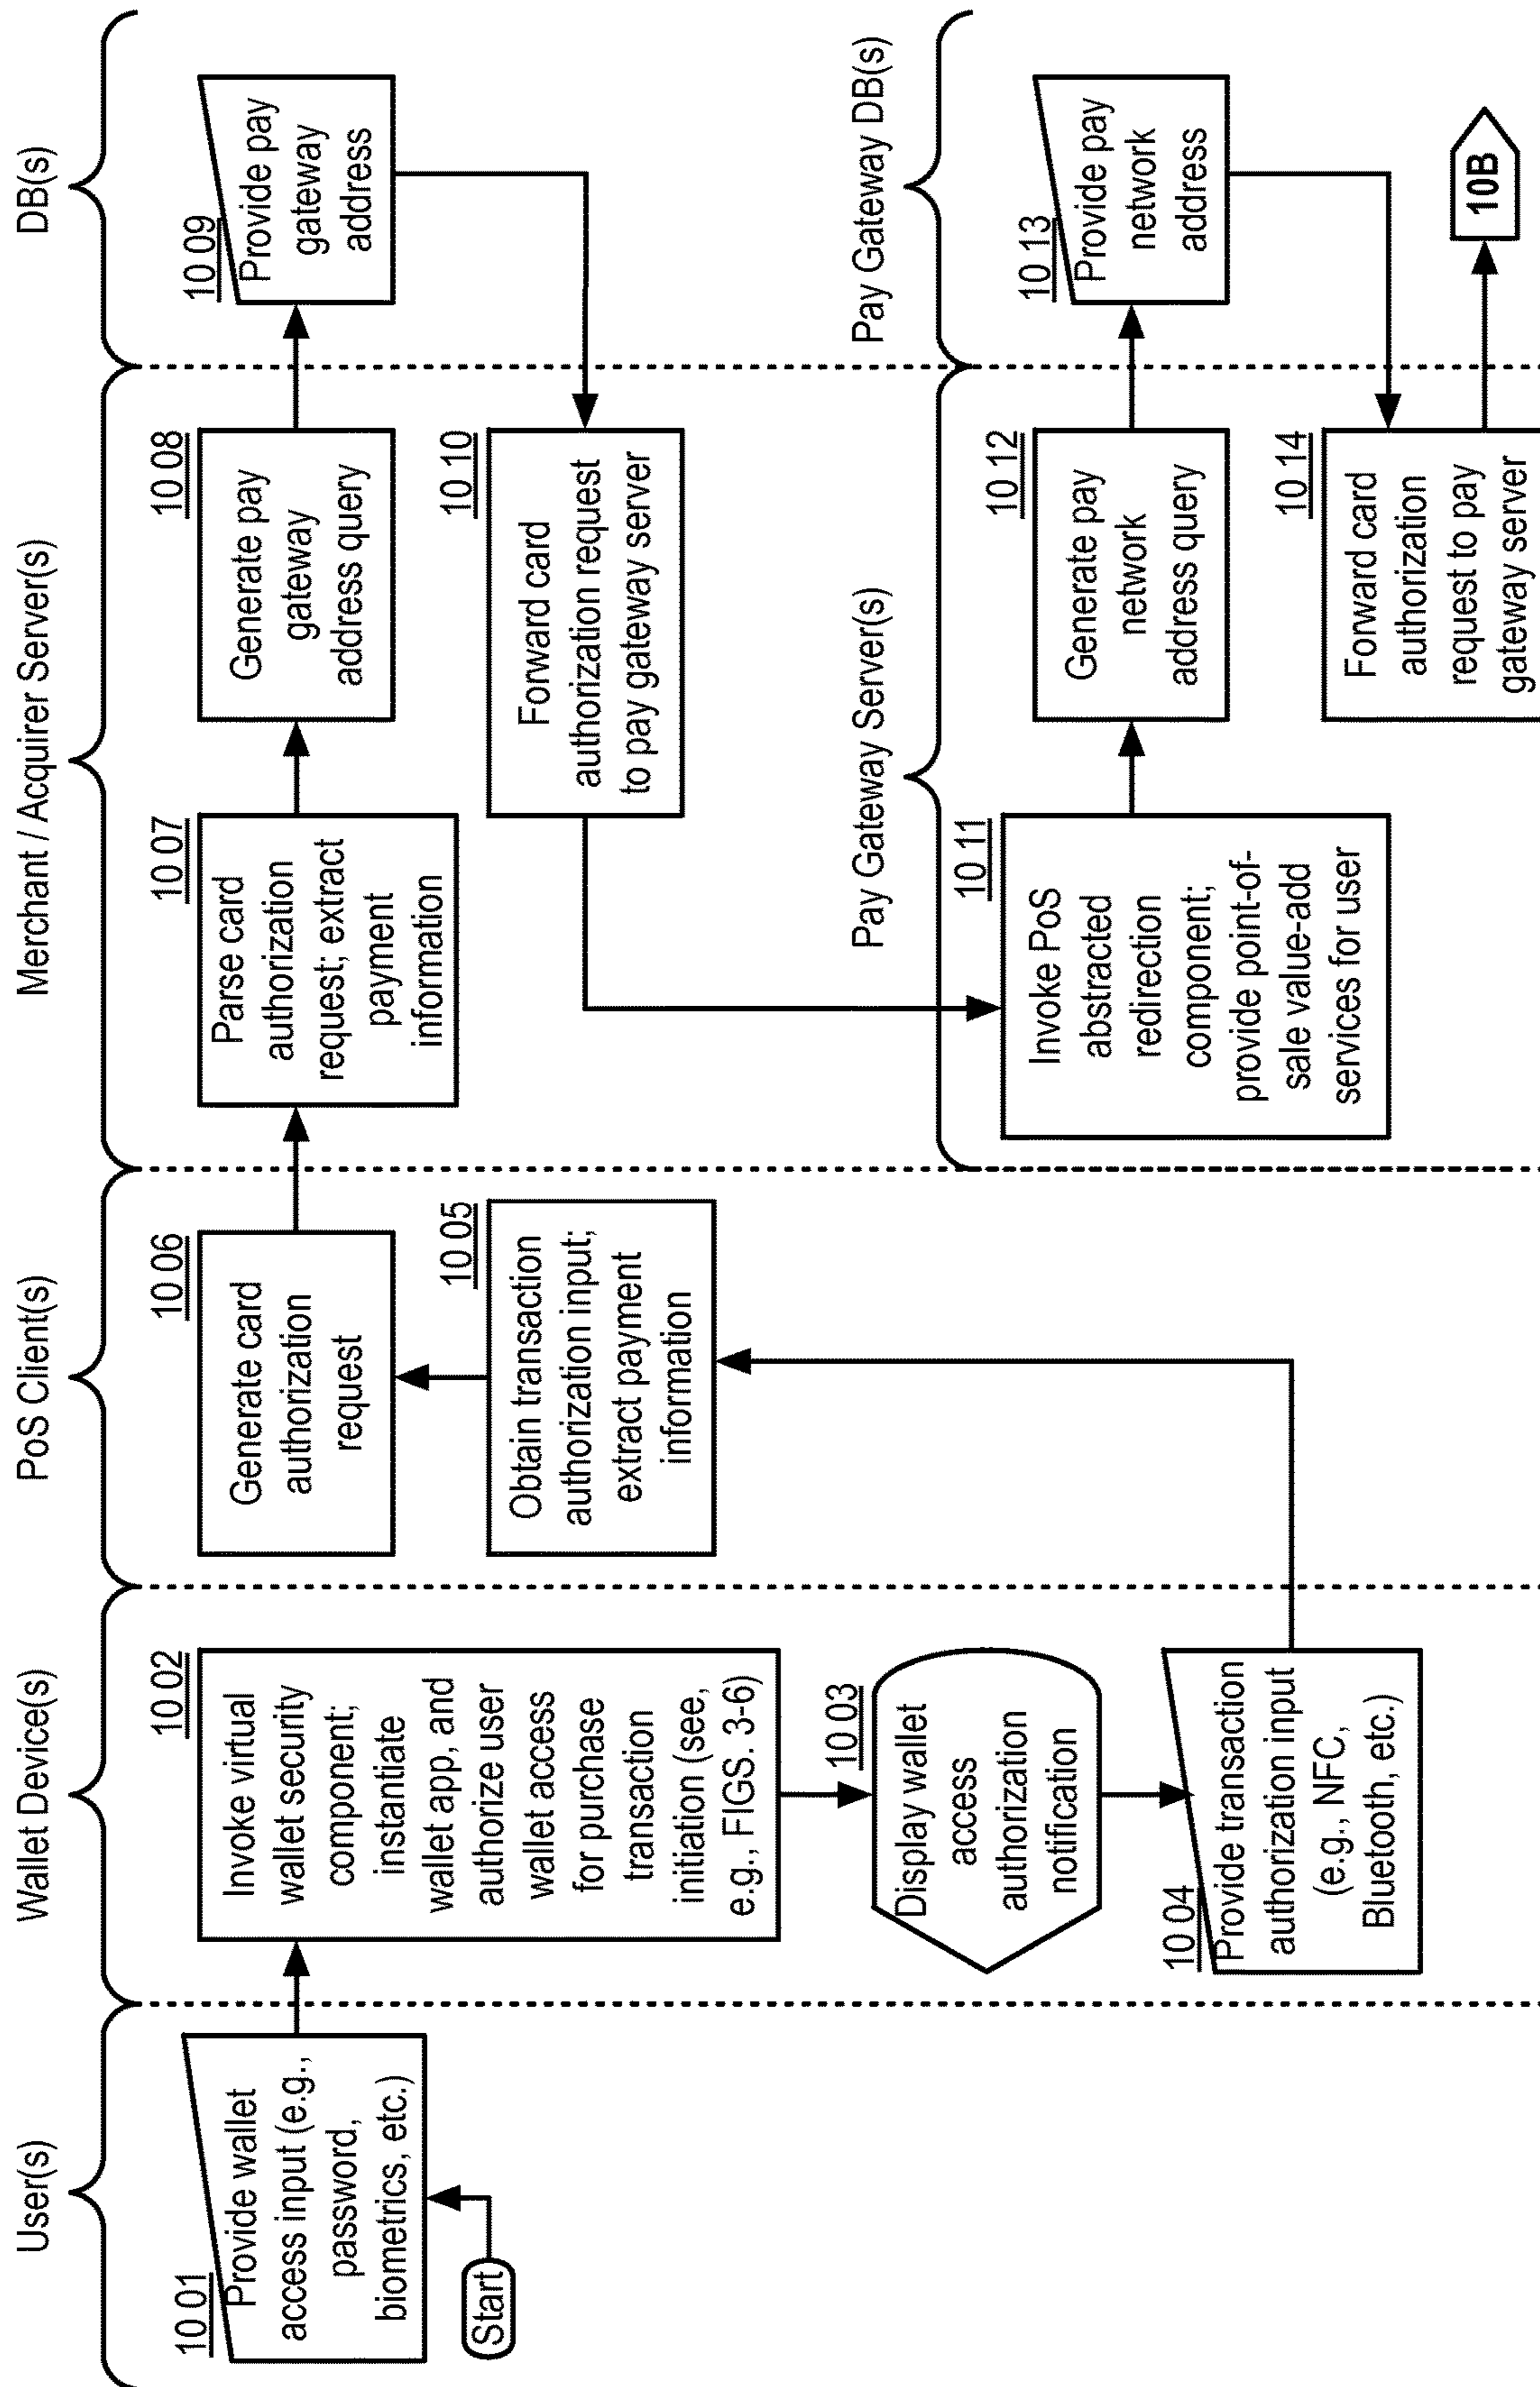 User(s)
Wallet Devices(s)
PoS Client(s)
Merchant / Acquirer Server(s)
DB(s)
10 01
Provide wallet
access input (e.g.,
password,
biometrics, etc.)
Start
10 02
Invoke virtual
wallet security
component;
instantiate
wallet app, and
authorize user
wallet access
for purchase
transaction
initiation (see,
e.g., FIGS. 3-6)
10 03
Display wallet
access
authorization
notification
10 04
Provide transaction
authorization input
(e.g., NFC,
Bluetooth, etc.)
10 05
Obtain transaction
authorization input;
extract payment
information
10 06
Generate card
authorization
request
10 07
Parse card
authorization
request; extract
payment
information
10 08
Generate pay
gateway
address query
10 09
Provide pay
gateway
address
10 10
Forward card
authorization request
to pay gateway server
Pay Gateway Server(s)
Pay Gateway DB(s)
10 11
Invoke PoS
abstracted
redirection
component;
provide point-of-
sale value-add
services for user
10 12
Generate pay
network
address query
10 13
Provide pay
network
address
10 14
Forward card
authorization
request to pay
gateway server
10B